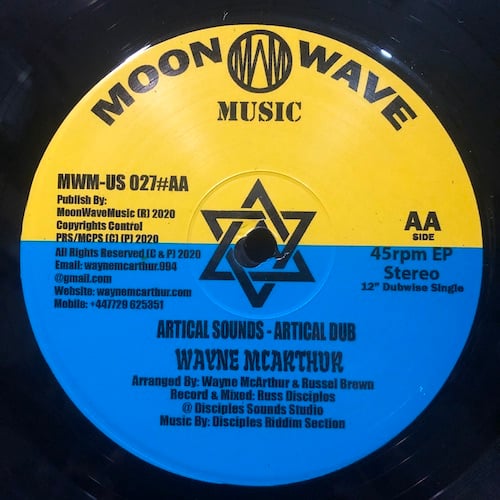 MOON WAVE
MWM
MUSIC
MWM-US 027#AA
Publish By:
MoonWaveMusic (R) 2020
Copyrights Control
PRS/MCPS (C) (P) 2020
All Rights Reserved (C & P) 2020
Email: waynemcarthur.994
@gmail.com
Website: waynemcarthur.com
Mobile: +447729 625351
AA
SIDE
45rpm EP
Stereo
12" Dubwise Single
ARTICAL SOUNDS - ARTICAL DUB
WAYNE MCARTHUR
Arranged By: Wayne McArthur & Russel Brown
Record & Mixed: Russ Disciples
@ Disciples Sounds Studio
Music By: Disciples Riddim Section